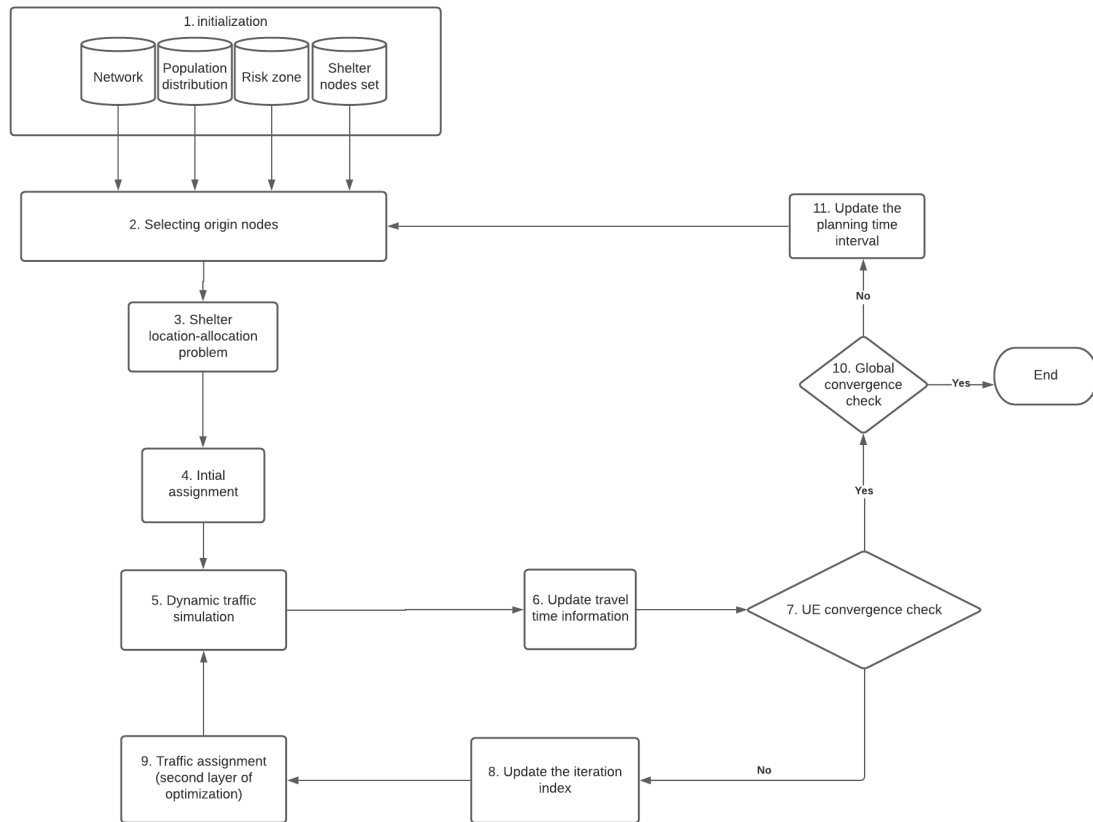 1. initialization
Network
Population
distribution
Risk zone
Shelter
nodes set
2. Selecting origin nodes
11. Update the
planning time
interval
No
3. Shelter
location-allocation
problem
10. Global
convergence
check
Yes
End
4. Intial
assignment
Yes
5. Dynamic traffic
simulation
6. Update travel
time information
7. UE convergence check
No
8. Update the iteration
index
9. Traffic assignment
(second layer of
optimization)